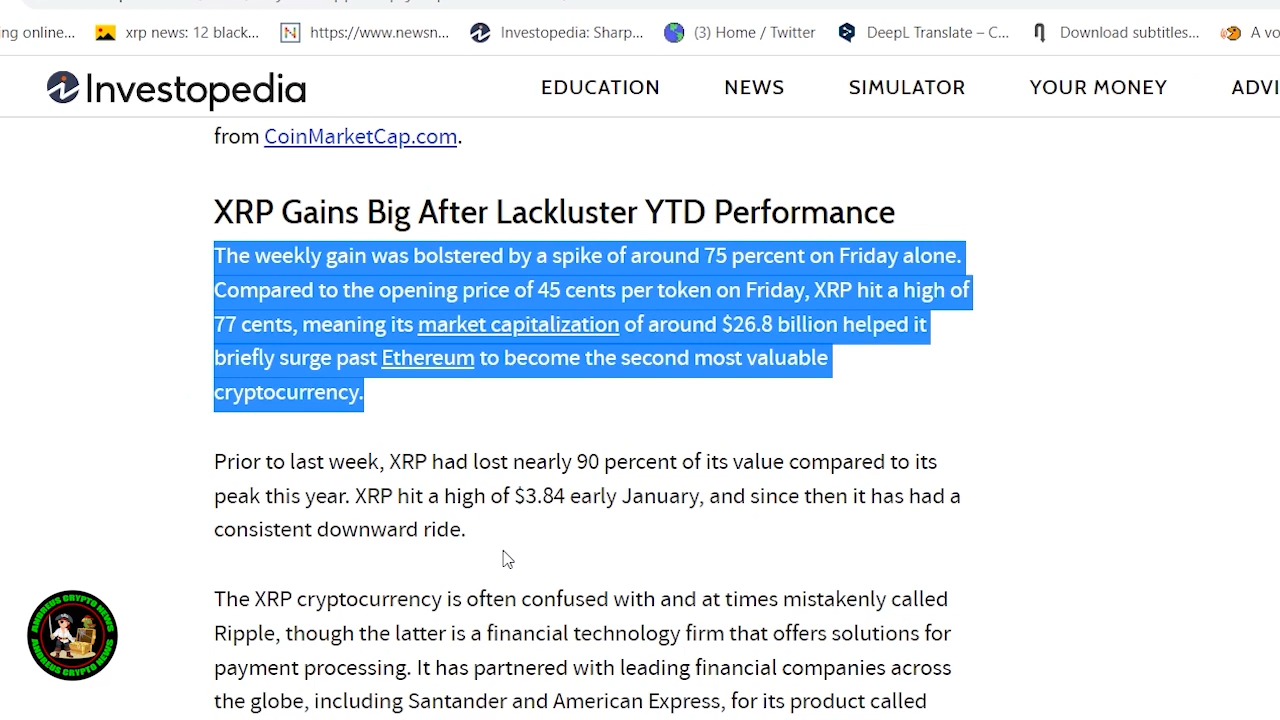 ing online... xrp news: 12 black... https://www.newsn... Investopedia: Sharp... (3) Home / Twitter DeepL Translate – C... Download subtitles... A vo
Investopedia EDUCATION NEWS SIMULATOR YOUR MONEY ADVI
from CoinMarketCap.com.
XRP Gains Big After Lackluster YTD Performance
The weekly gain was bolstered by a spike of around 75 percent on Friday alone.
Compared to the opening price of 45 cents per token on Friday, XRP hit a high of
77 cents, meaning its market capitalization of around $26.8 billion helped it
briefly surge past Ethereum to become the second most valuable
cryptocurrency.
Prior to last week, XRP had lost nearly 90 percent of its value compared to its
peak this year. XRP hit a high of $3.84 early January, and since then it has had a
consistent downward ride.
The XRP cryptocurrency is often confused with and at times mistakenly called
Ripple, though the latter is a financial technology firm that offers solutions for
payment processing. It has partnered with leading financial companies across
the globe, including Santander and American Express, for its product called
ANDREUS CRYPTO NEWS
ANDREUS CRYPTO NEWS